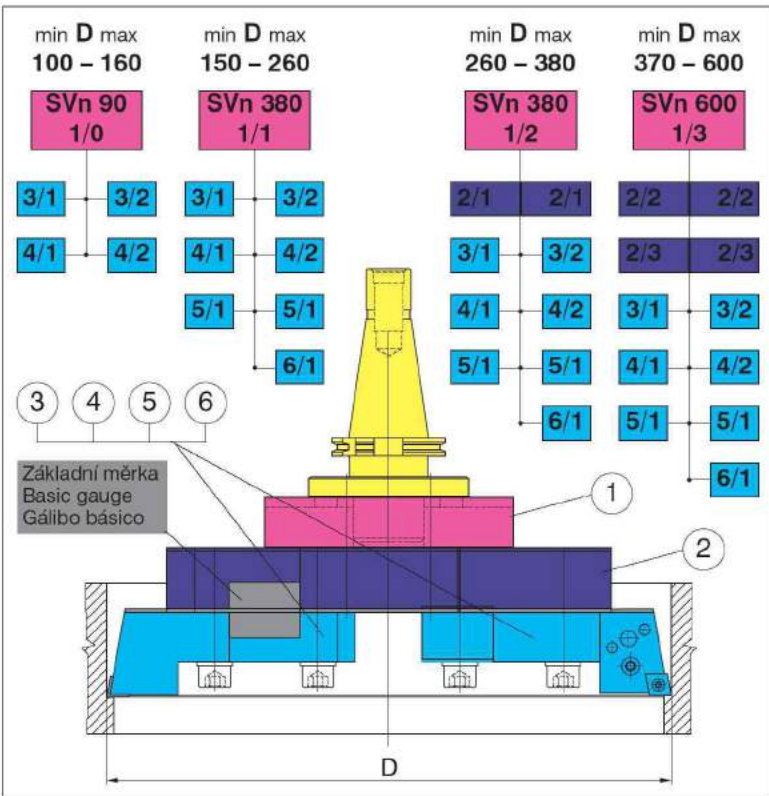 min D max
100 – 160
SVn 90
1/0
3/1 3/2
4/1 4/2
min D max
150 – 260
SVn 380
1/1
3/1 3/2
4/1 4/2
5/1 5/1
6/1
min D max
260 – 380
SVn 380
1/2
2/1 2/1
3/1 3/2
4/1 4/2
5/1 5/1
6/1
min D max
370 – 600
SVn 600
1/3
2/2 2/2
2/3 2/3
3/1 3/2
4/1 4/2
5/1 5/1
6/1
3 4 5 6
Základní měrka
Basic gauge
Gálibo básico
1
2
D